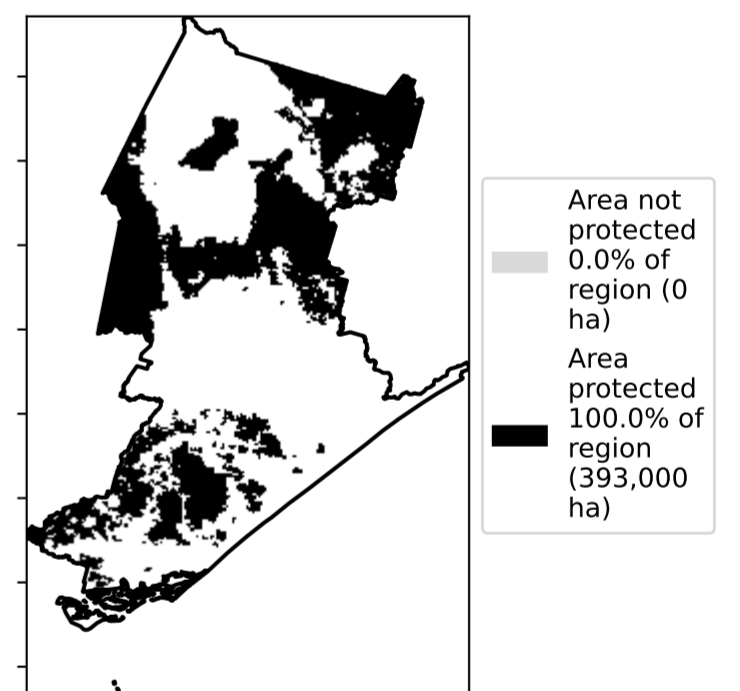 Area not
protected
0.0% of
region (0
ha)
Area
protected
100.0% of
region
(393,000
ha)